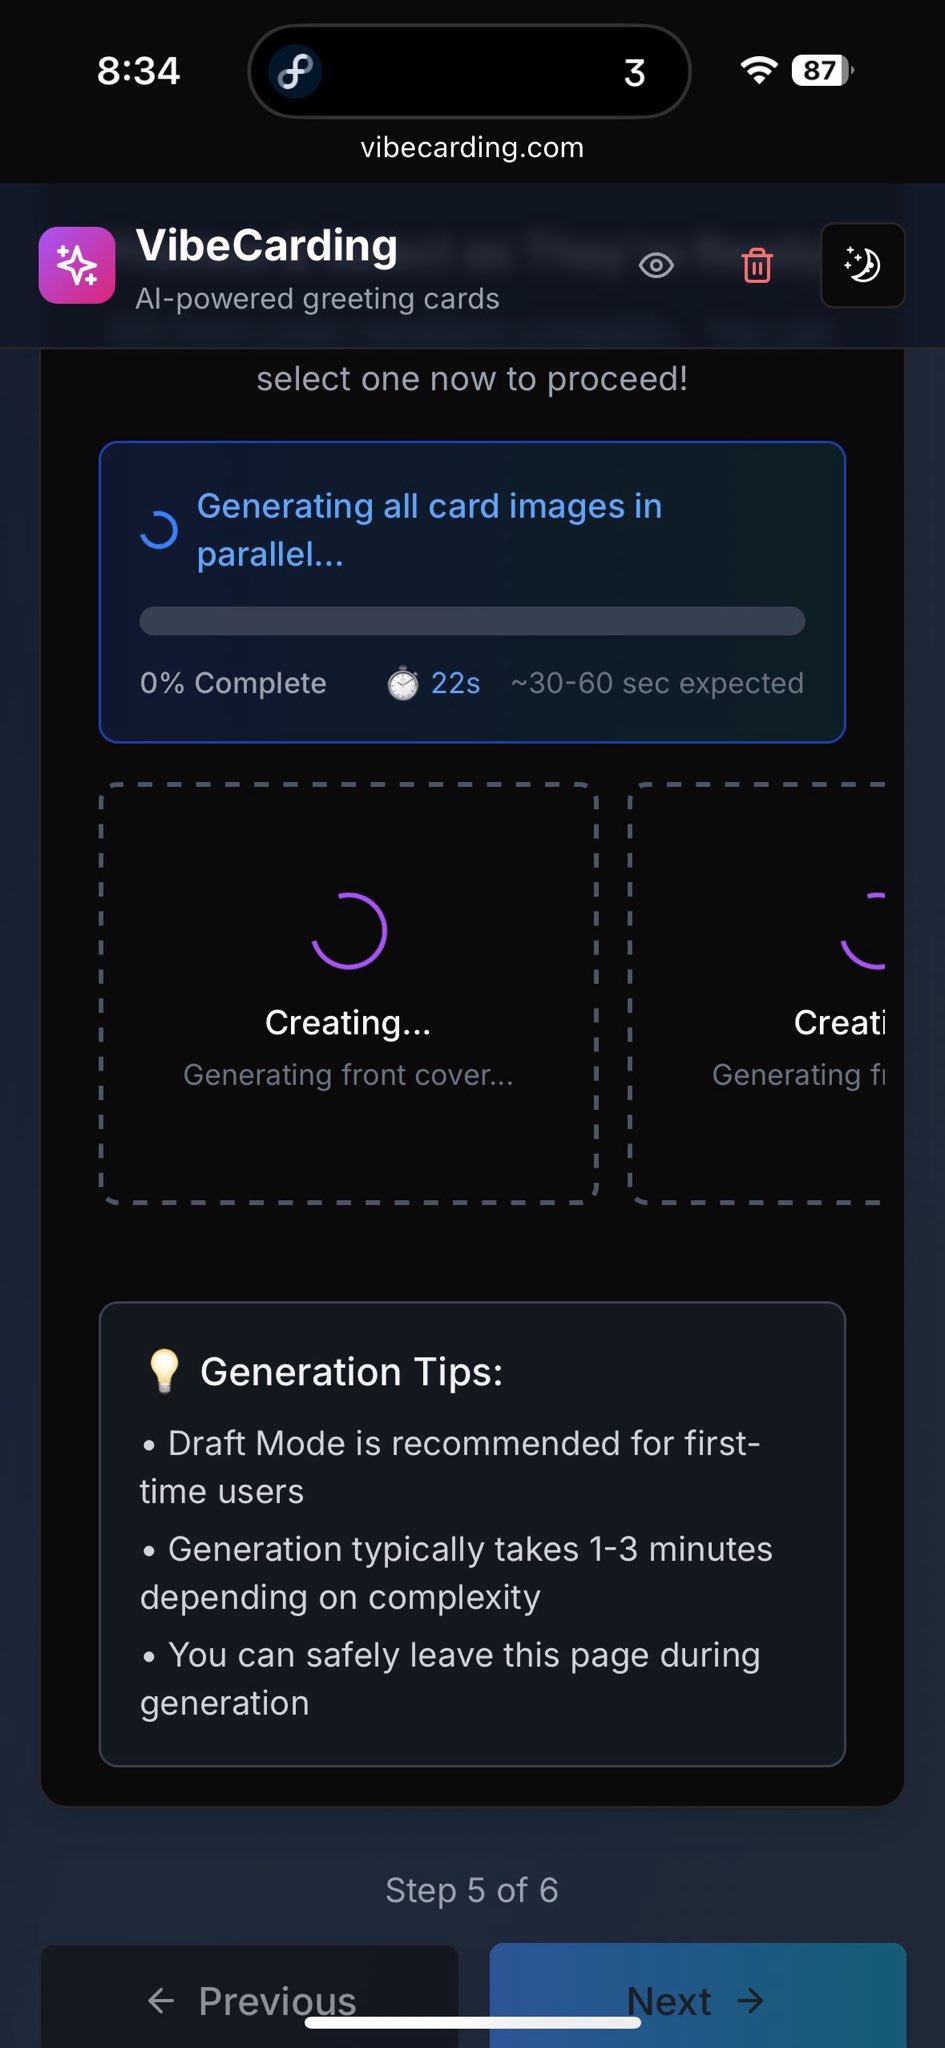 8:34
3
87
vibecarding.com
VibeCarding
AI-powered greeting cards
select one now to proceed!
Generating all card images in
parallel...
0% Complete
22s
~30-60 sec expected
Creating...
Generating front cover...
Creati
Generating fr
Generation Tips:
• Draft Mode is recommended for first-
time users
• Generation typically takes 1-3 minutes
depending on complexity
• You can safely leave this page during
generation
Step 5 of 6
← Previous
Next →